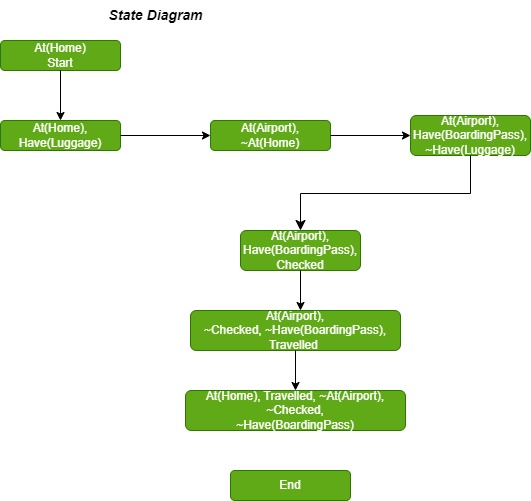 State Diagram
At(Home)
Start
At(Home),
Have(Luggage)
At(Airport),
~At(Home)
At(Airport),
Have(BoardingPass),
~Have(Luggage)
At(Airport),
Have(BoardingPass),
Checked
At(Airport),
~Checked, ~Have(BoardingPass),
Travelled
At(Home), Travelled, ~At(Airport),
~Checked,
~Have(BoardingPass)
End